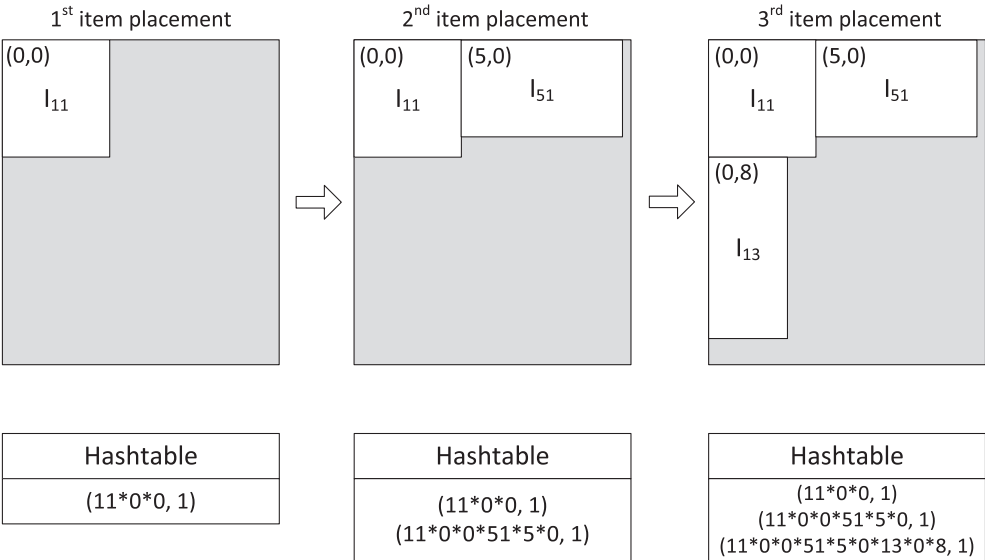 1st item placement
2nd item placement
3rd item placement
(0,0)
I11
(0,0)
(5,0)
I11
I51
(0,0)
(5,0)
I11
I51
(0,8)
I13
Hashtable
(11*0*0, 1)
Hashtable
(11*0*0, 1)
(11*0*0*51*5*0, 1)
Hashtable
(11*0*0, 1)
(11*0*0*51*5*0, 1)
(11*0*0*51*5*0*13*0*8, 1)